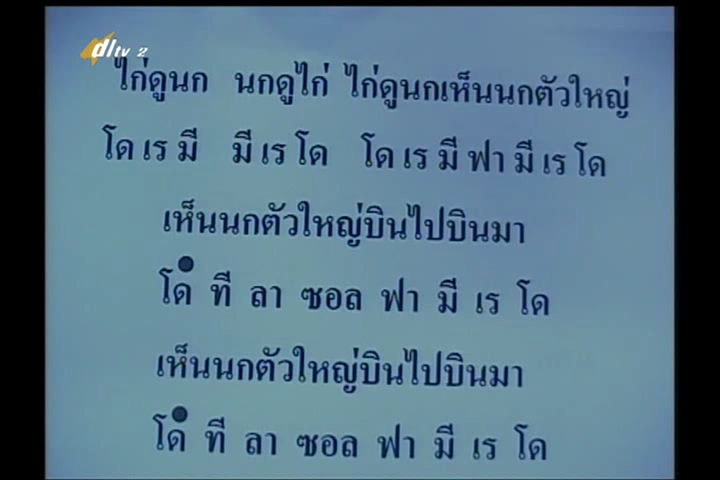 dltv 2
ไก่ดูนก นกดูไก่ ไก่ดูนกเห็นนกตัวใหญ่
โด เร มี มี เร โด โด เร มี ฟา มี เร โด
เห็นนกตัวใหญ่บินไปบินมา
โด๋ ที ลา ซอล ฟา มี เร โด
เห็นนกตัวใหญ่บินไปบินมา
โด๋ ที ลา ซอล ฟา มี เร โด